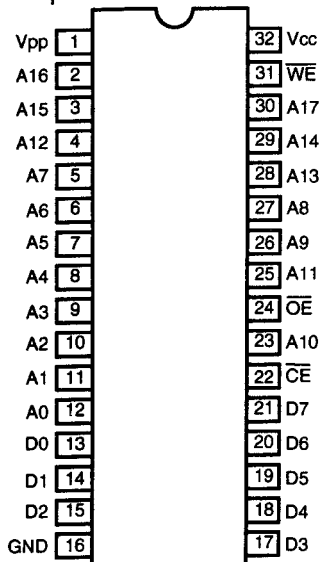 Vpp 1 32 Vcc
A16 2 31 W̅E̅
A15 3 30 A17
A12 4 29 A14
A7 5 28 A13
A6 6 27 A8
A5 7 26 A9
A4 8 25 A11
A3 9 24 O̅E̅
A2 10 23 A10
A1 11 22 C̅E̅
A0 12 21 D7
D0 13 20 D6
D1 14 19 D5
D2 15 18 D4
GND 16 17 D3